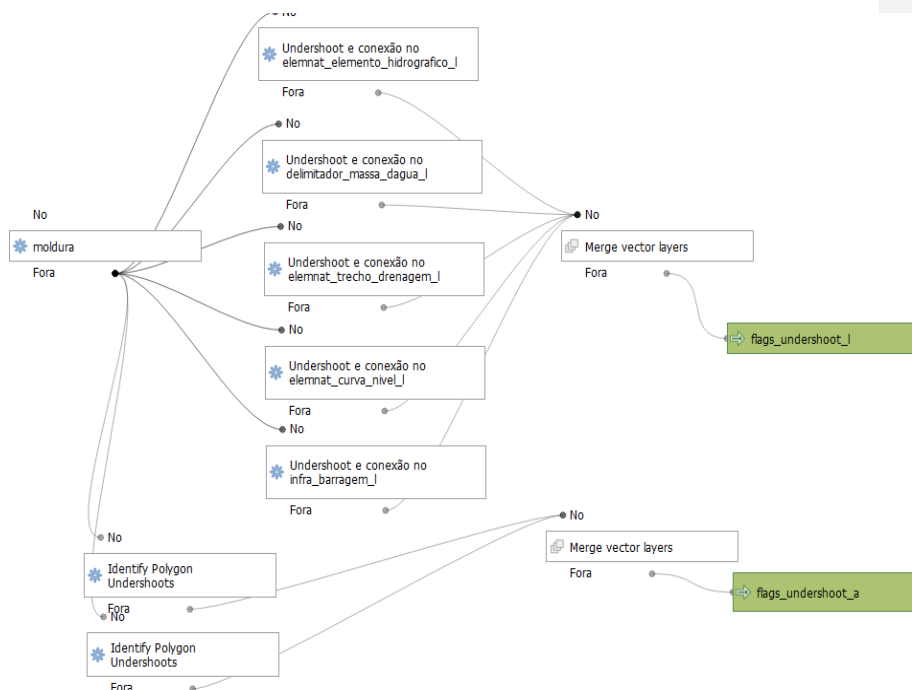 No
Undershoot e conexão no
elemnat_elemento_hidrografico_l
Fora
No
Undershoot e conexão no
delimitador_massa_dagua_l
Fora
No
moldura
Fora
No
Undershoot e conexão no
elemnat_trecho_drenagem_l
Fora
No
Undershoot e conexão no
elemnat_curva_nivel_l
Fora
No
Undershoot e conexão no
infra_barragem_l
Fora
No
Merge vector layers
Fora
flags_undershoot_l
No
Identify Polygon
Undershoots
Fora
No
Identify Polygon
Undershoots
Fora
No
Merge vector layers
Fora
flags_undershoot_a